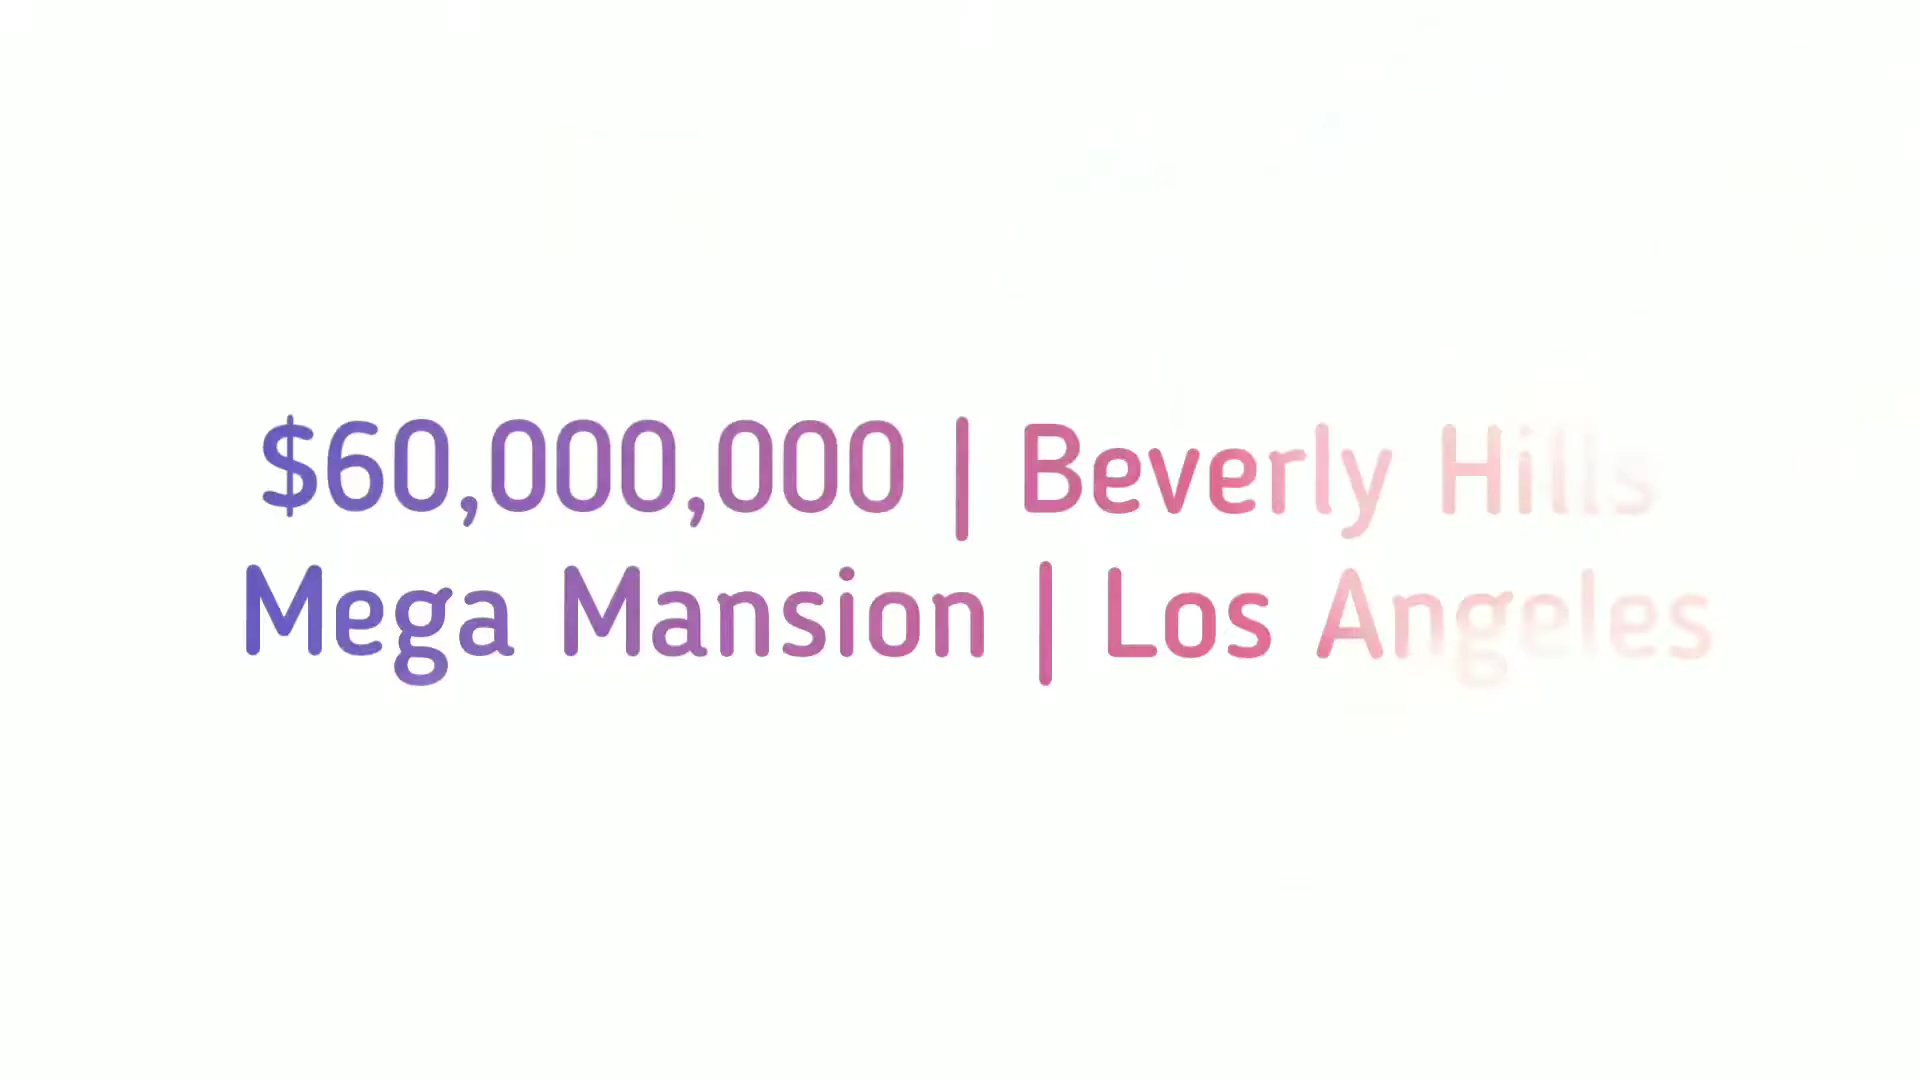 $60,000,000 | Beverly Hills
Mega Mansion | Los Angeles